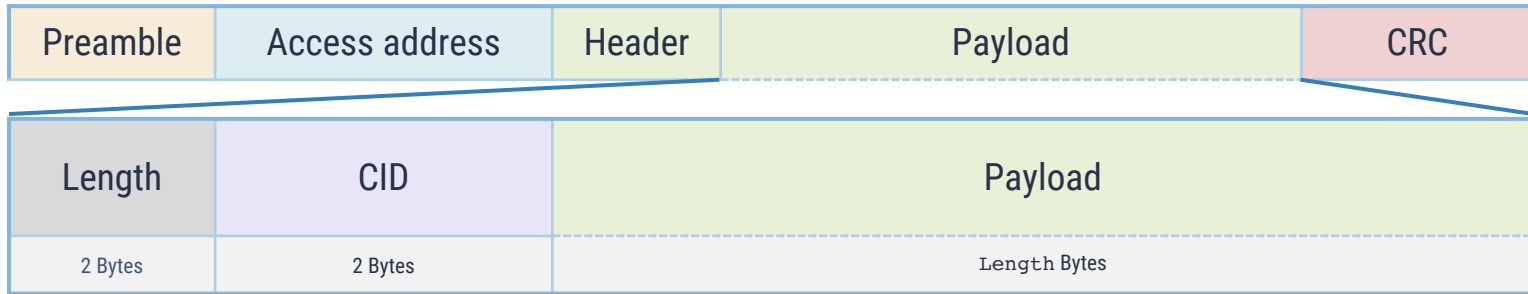 Preamble Access address Header Payload CRC
Length CID Payload
2 Bytes 2 Bytes Length Bytes